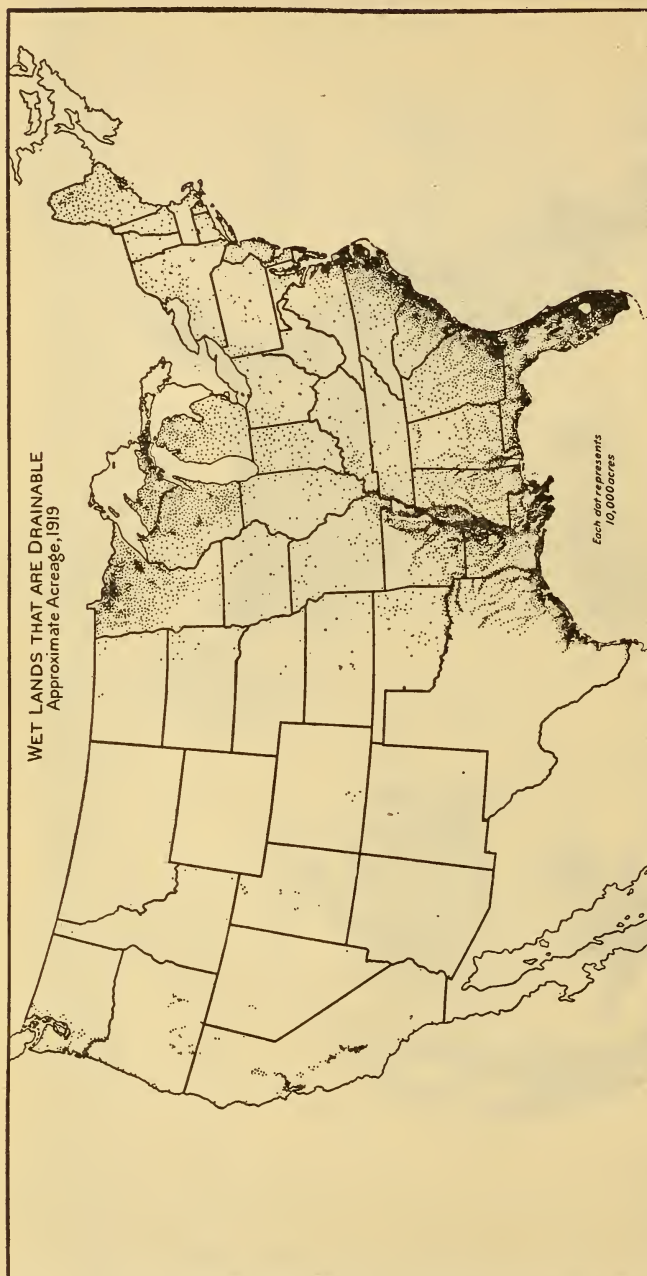 WET LANDS THAT ARE DRAINABLE
Approximate Acreage, 1919
Each dot represents
10,000 acres